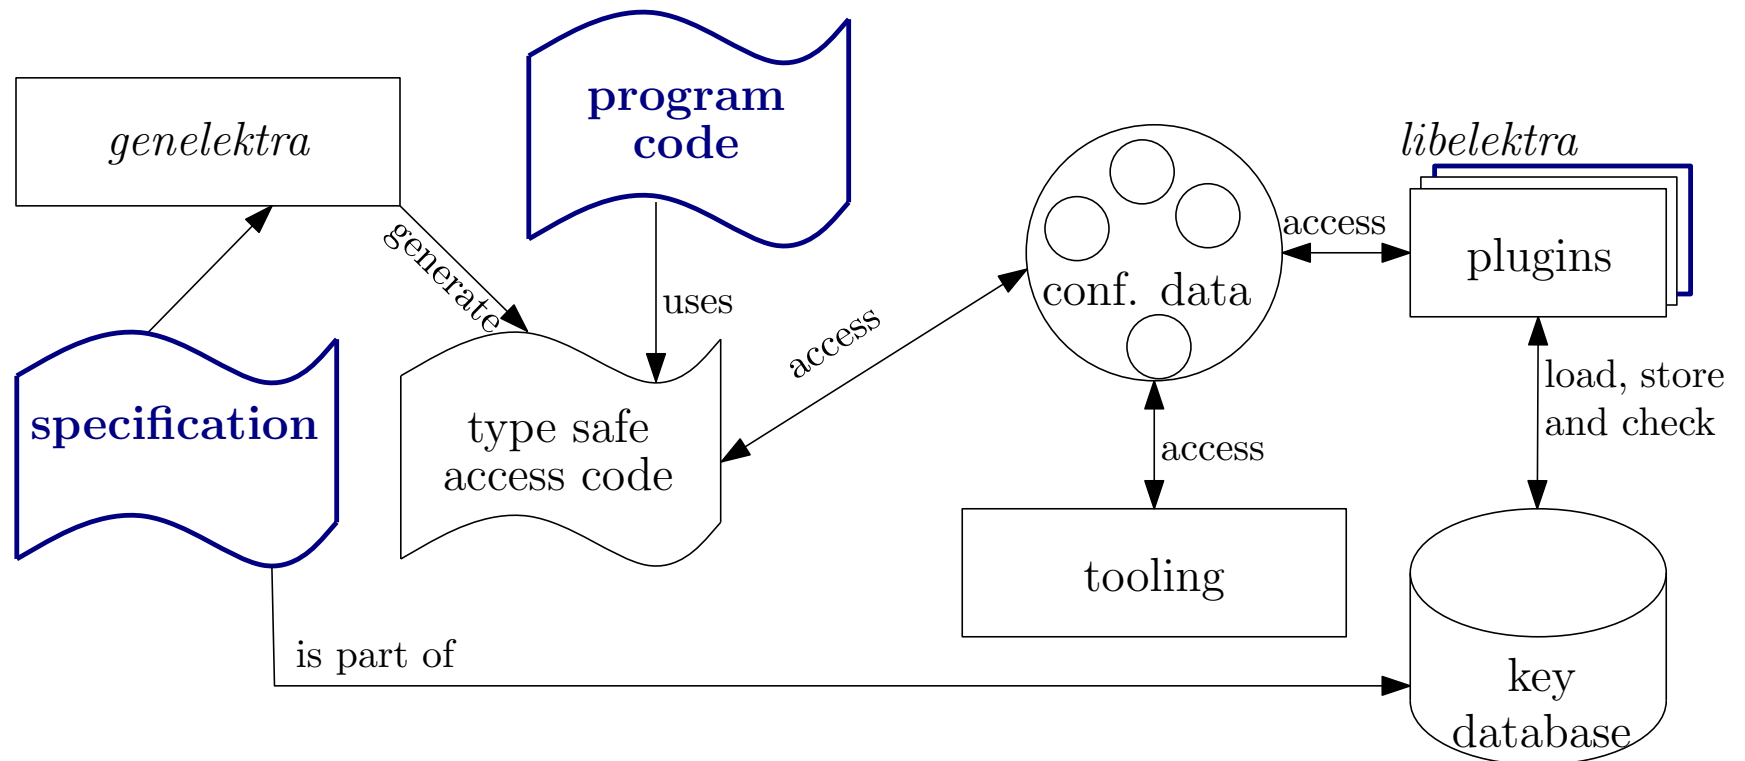 program
code
genelektra
libelektra
access
plugins
generate
uses
conf. data
access
load, store
and check
specification
type safe
access code
access
tooling
is part of
key
database